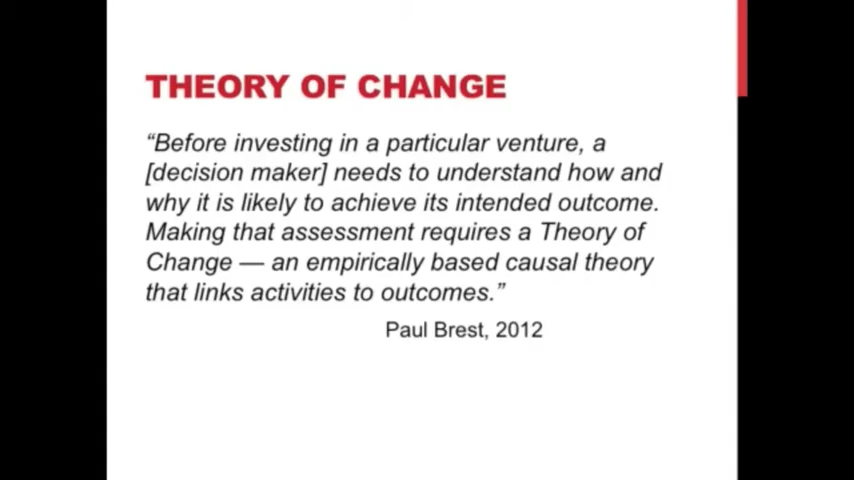 THEORY OF CHANGE
“Before investing in a particular venture, a
[decision maker] needs to understand how and
why it is likely to achieve its intended outcome.
Making that assessment requires a Theory of
Change — an empirically based causal theory
that links activities to outcomes.”
Paul Brest, 2012